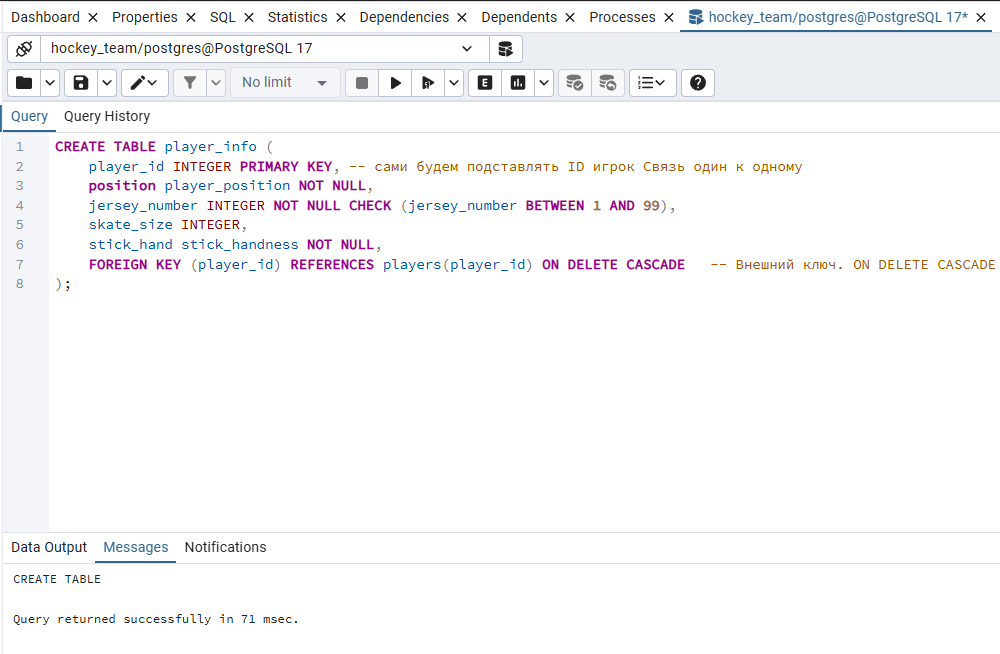 Dashboard Properties SQL Statistics Dependencies Dependents Processes hockey_team/postgres@PostgreSQL 17*
hockey_team/postgres@PostgreSQL 17
No limit E
Query Query History
1 CREATE TABLE player_info (
2 player_id INTEGER PRIMARY KEY, -- сами будем подставлять ID игрок Связь один к одному
3 position player_position NOT NULL,
4 jersey_number INTEGER NOT NULL CHECK (jersey_number BETWEEN 1 AND 99),
5 skate_size INTEGER,
6 stick_hand stick_handness NOT NULL,
7 FOREIGN KEY (player_id) REFERENCES players(player_id) ON DELETE CASCADE -- Внешний ключ. ON DELETE CASCADE
8 );
Data Output Messages Notifications
CREATE TABLE
Query returned successfully in 71 msec.